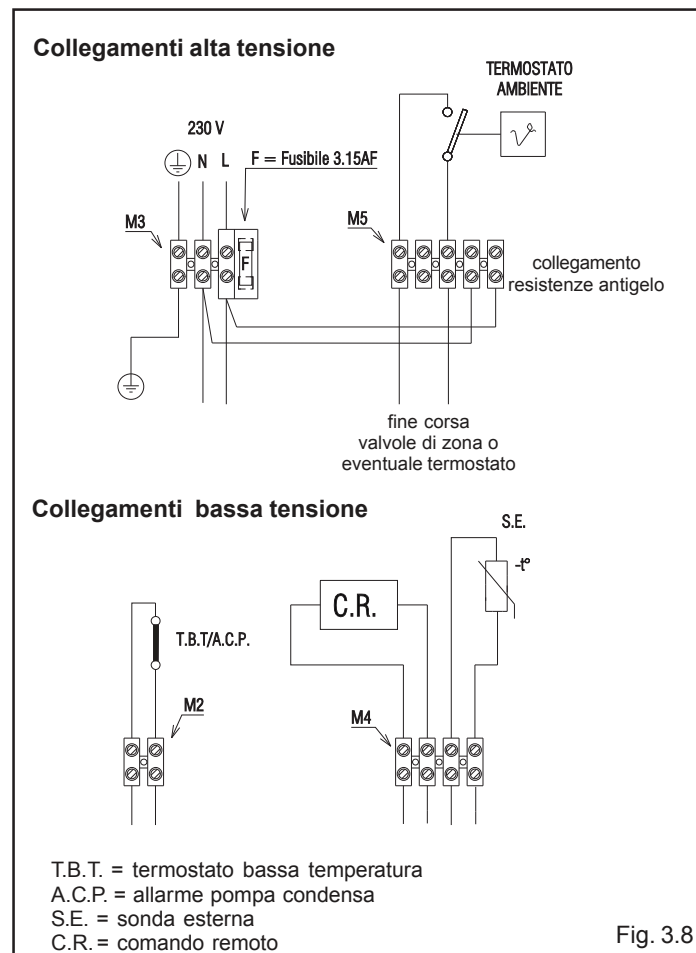 Collegamenti alta tensione
TERMOSTATO
AMBIENTE
230 V
N L
F = Fusibile 3.15AF
M3
F
M5
collegamento
resistenze antigelo
fine corsa
valvole di zona o
eventuale termostato
Collegamenti bassa tensione
S.E.
-t°
C.R.
T.B.T/A.C.P.
M2
M4
T.B.T. = termostato bassa temperatura
A.C.P. = allarme pompa condensa
S.E. = sonda esterna
C.R. = comando remoto
Fig. 3.8